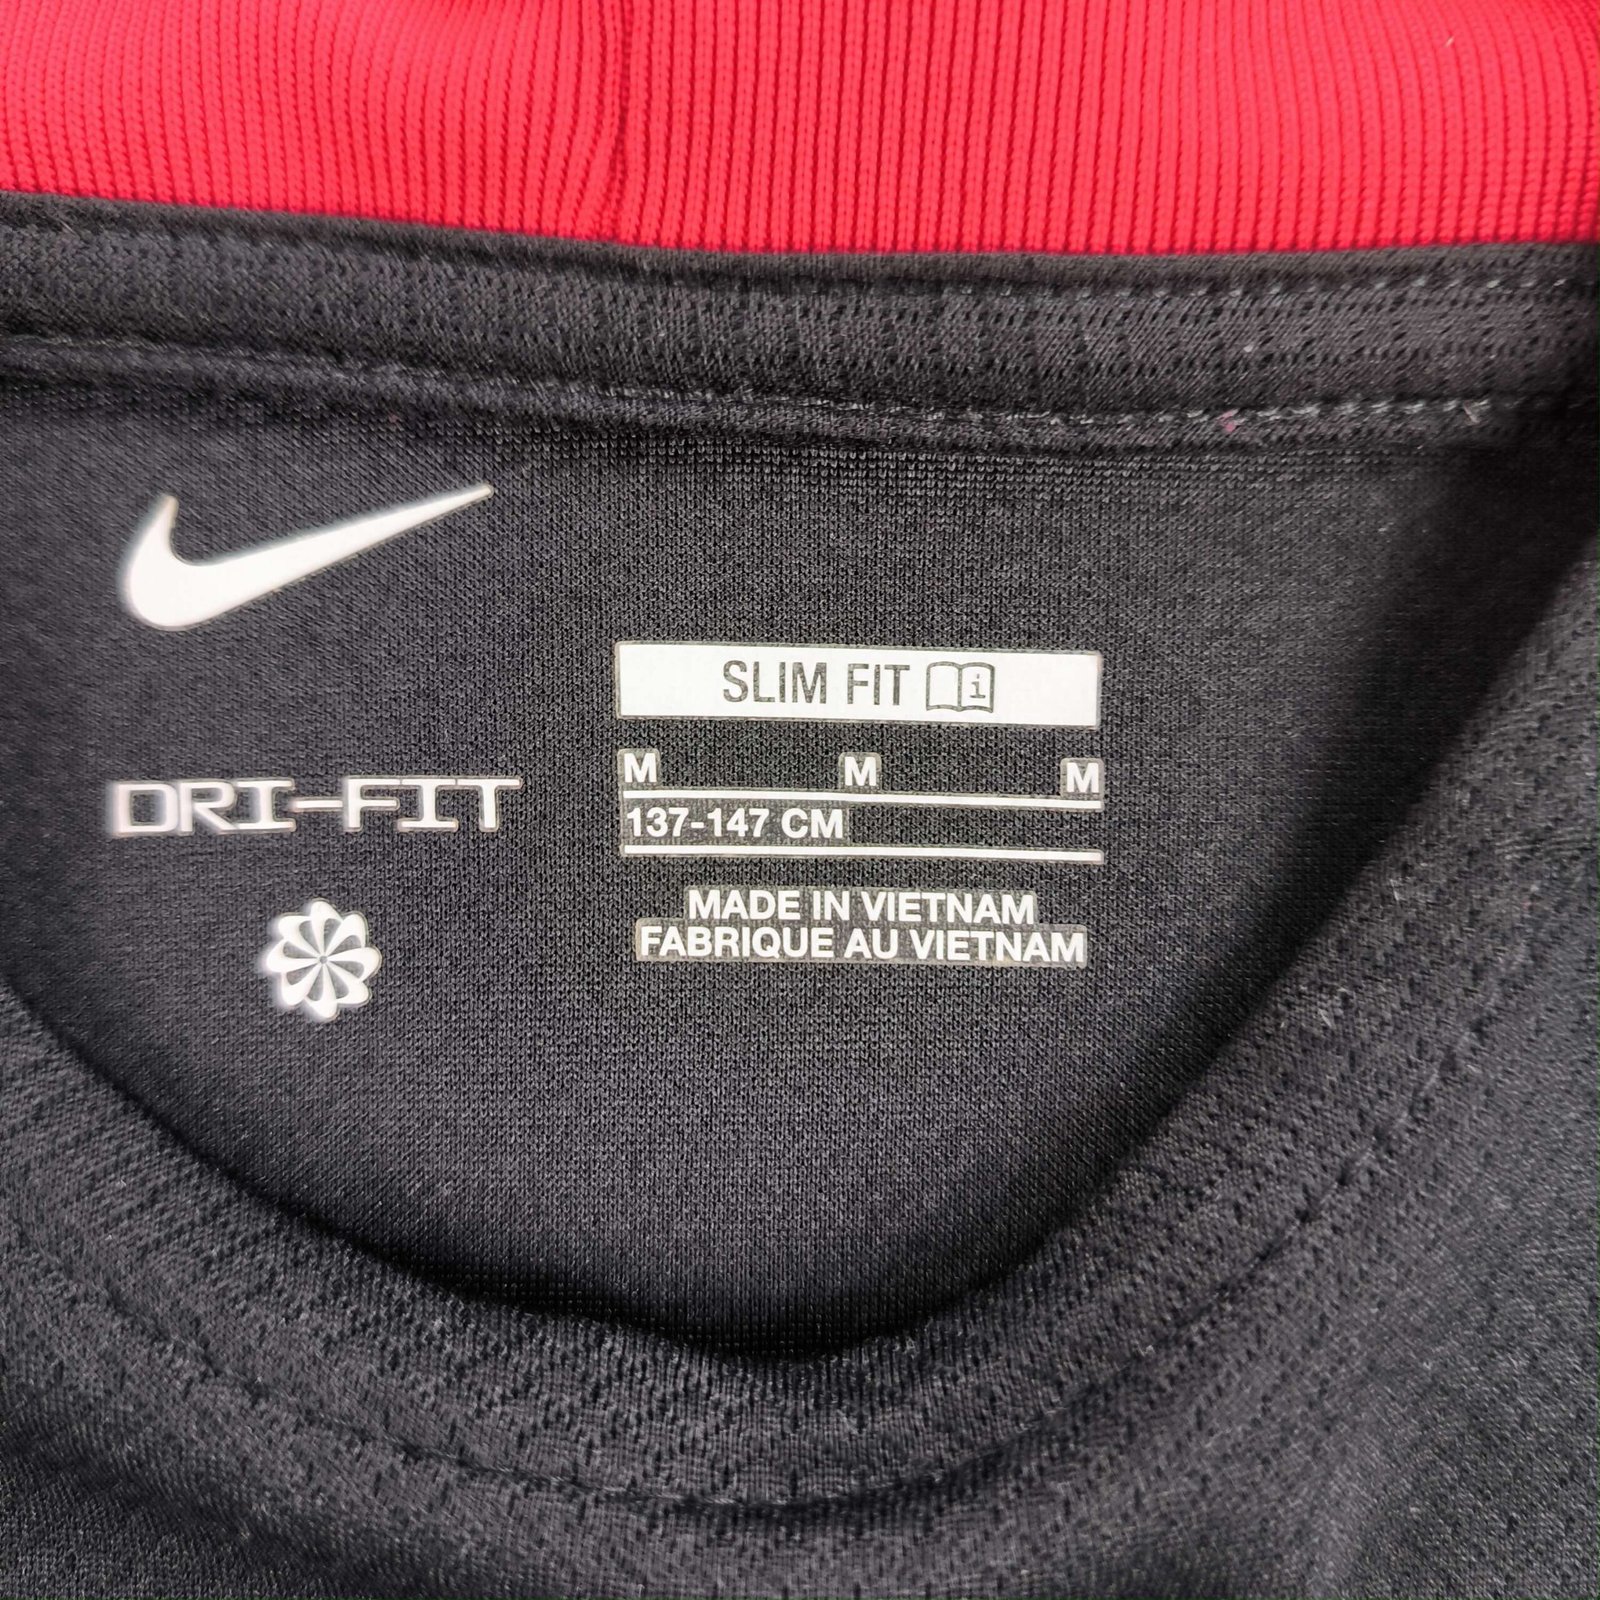 SLIM FIT i
M M M
137-147 CM
DRI-FIT
MADE IN VIETNAM
FABRIQUE AU VIETNAM